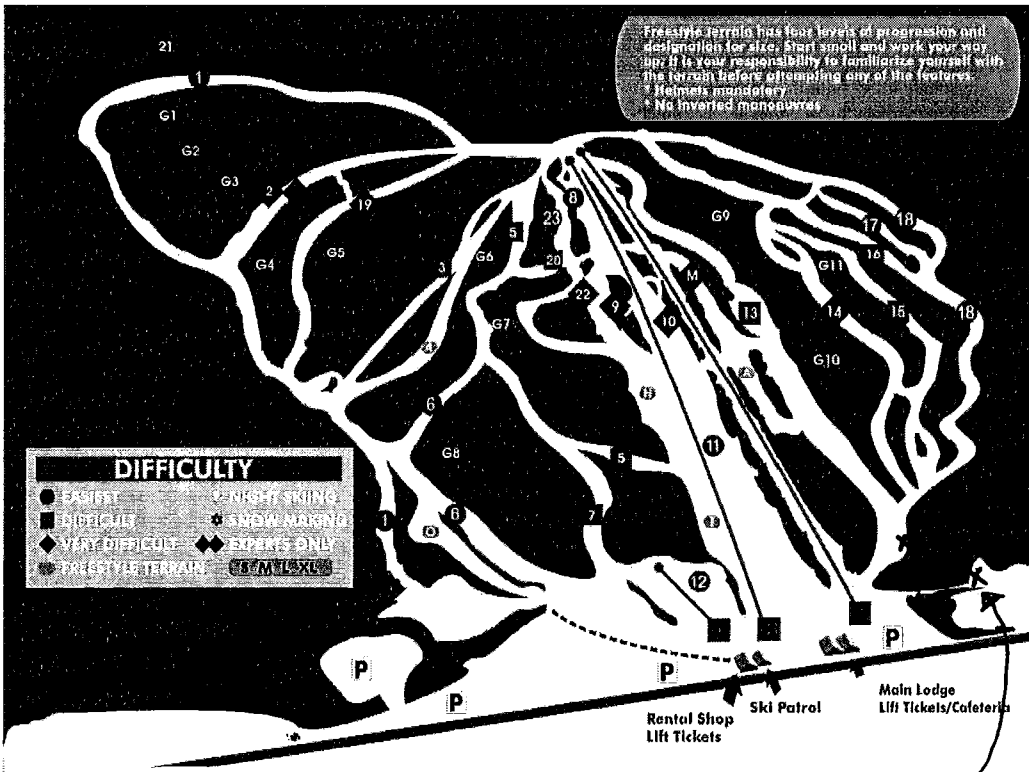 Freestyle terrain has four levels of progression and
designation for size. Start small and work your way
up. It is your responsibility to familiarize yourself with
the terrain before attempting any of the features.
* Helmets mandatory
* No inverted manoeuvres
21
1
G1
G2
G3
2
19
G4
G5
3
G6
5
23
8
20
22
G7
9
10
M
13
G9
17
18
16
G11
14
15
18
G10
H
A
6
G8
5
11
7
6
1
12
DIFFICULTY
EASIEST
NIGHT SKIING
DIFFICULT
SNOW MAKING
VERY DIFFICULT
EXPERTS ONLY
FREESTYLE TERRAIN
S M L XL
P
P
P
P
Rental Shop
Lift Tickets
Ski Patrol
Main Lodge
Lift Tickets/Cafeteria